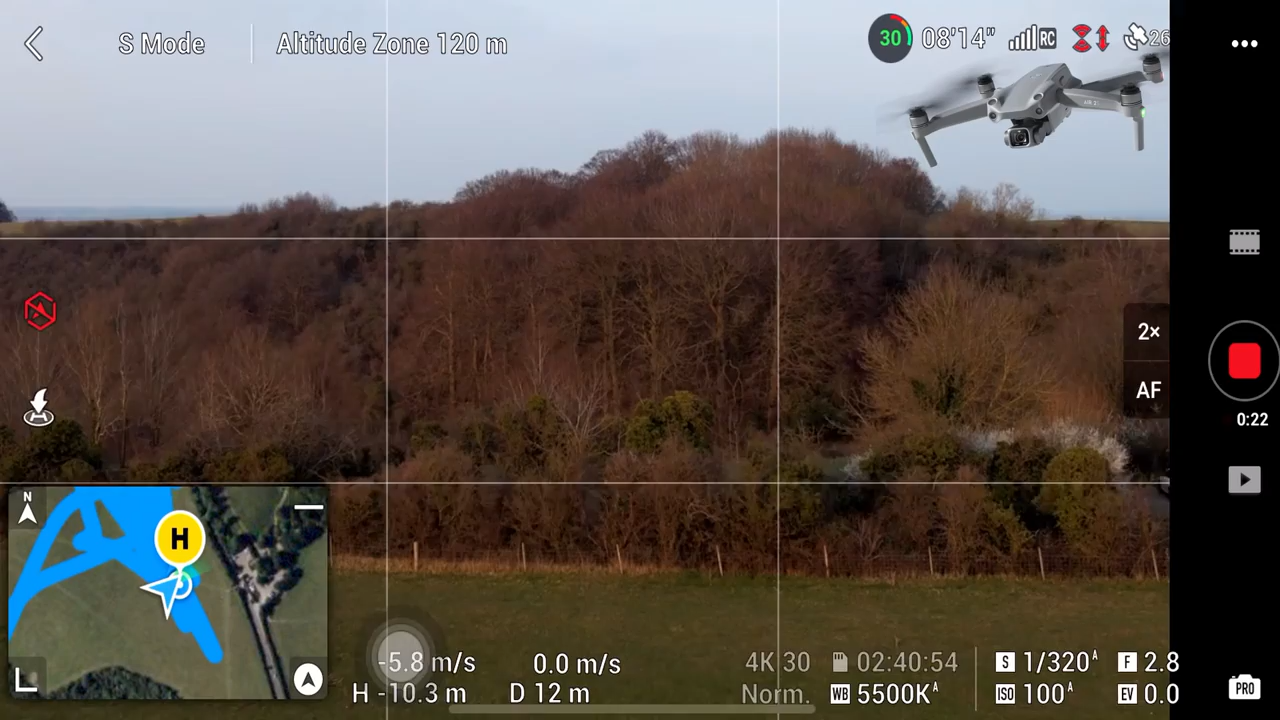 S Mode
Altitude Zone 120 m
30
08'14"
RC
26
2×
AF
0:22
N
H
-5.8 m/s
0.0 m/s
H -10.3 m
D 12 m
4K 30
02:40:54
Norm.
WB 5500K A
S 1/320 A
F 2.8
ISO 100 A
EV 0.0
PRO